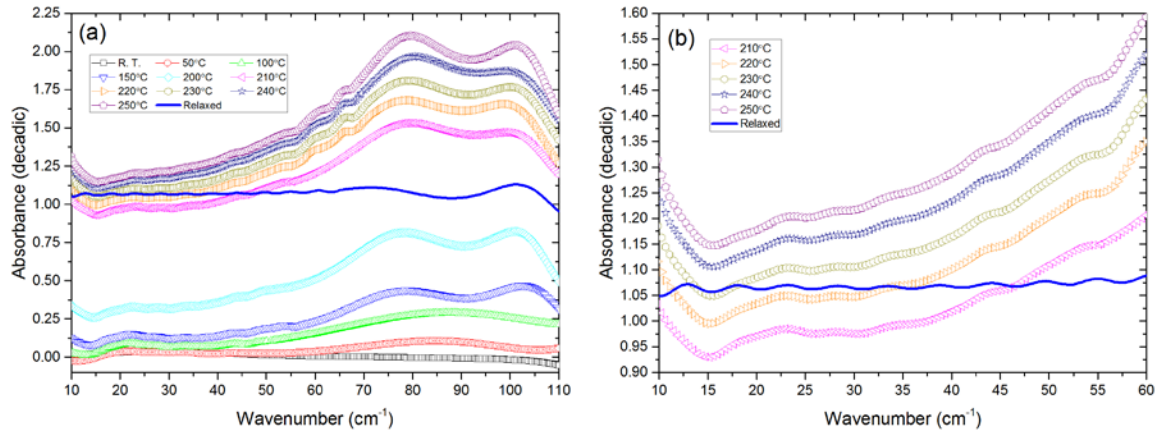 (a)
R. T. 50°C 100°C
150°C 200°C 210°C
220°C 230°C 240°C
250°C Relaxed
2.25
2.00
1.75
1.50
1.25
1.00
0.75
0.50
0.25
0.00
Absorbance (decadic)
10 20 30 40 50 60 70 80 90 100 110
Wavenumber (cm-1)
(b)
210°C
220°C
230°C
240°C
250°C
Relaxed
1.60
1.55
1.50
1.45
1.40
1.35
1.30
1.25
1.20
1.15
1.10
1.05
1.00
0.95
0.90
Absorbance (decadic)
10 15 20 25 30 35 40 45 50 55 60
Wavenumber (cm-1)